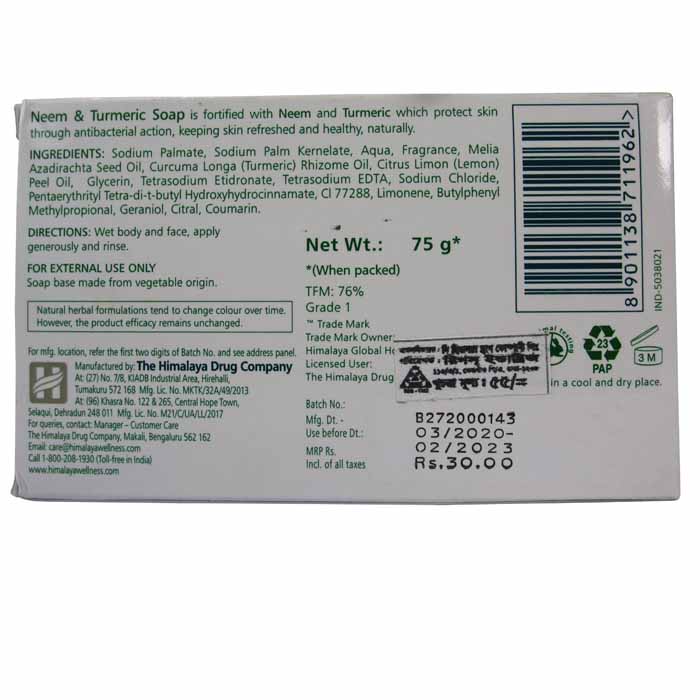 Neem & Turmeric Soap is fortified with Neem and Turmeric which protect skin
through antibacterial action, keeping skin refreshed and healthy, naturally.
INGREDIENTS: Sodium Palmate, Sodium Palm Kernelate, Aqua, Fragrance, Melia
Azadirachta Seed Oil, Curcuma Longa (Turmeric) Rhizome Oil, Citrus Limon (Lemon)
Peel Oil, Glycerin, Tetrasodium Etidronate, Tetrasodium EDTA, Sodium Chloride,
Pentaerythrityl Tetra-di-t-butyl Hydroxyhydrocinnamate, CI 77288, Limonene, Butylphenyl
Methylpropional, Geraniol, Citral, Coumarin.
DIRECTIONS: Wet body and face, apply
generously and rinse.
FOR EXTERNAL USE ONLY
Soap base made from vegetable origin.
Natural herbal formulations tend to change colour over time.
However, the product efficacy remains unchanged.
For mfg. location, refer the first two digits of Batch No. and see address panel.
Manufactured by: The Himalaya Drug Company
At: (27) No. 7/8, KIADB Industrial Area, Hirehalli,
Tumakuru 572 168 Mfg. Lic. No. MKTK/32A/49/2013
At: (96) Khasra No. 122 & 265, Central Hope Town,
Selaqui, Dehradun 248 011 Mfg. Lic. No. M21/C/UA/LL/2017
For queries, contact: Manager – Customer Care
The Himalaya Drug Company, Makali, Bengaluru 562 162
Email: care@himalayawellness.com
Call 1-800-208-1930 (Toll-free in India)
www.himalayawellness.com
Net Wt.: 75 g*
*(When packed)
TFM: 76%
Grade 1
™ Trade Mark
Trade Mark Owner
Himalaya Global
Licensed User:
The Himalaya Drug
মূল্য : ৫৫/=
Batch No.: B272000143
Mfg. Dt. - 03/2020-
Use before Dt.: 02/2023
MRP Rs. Rs.30.00
Incl. of all taxes
8 901138 711962 >
IND-5038021
testing
23
PAP
3 M
in a cool and dry place.